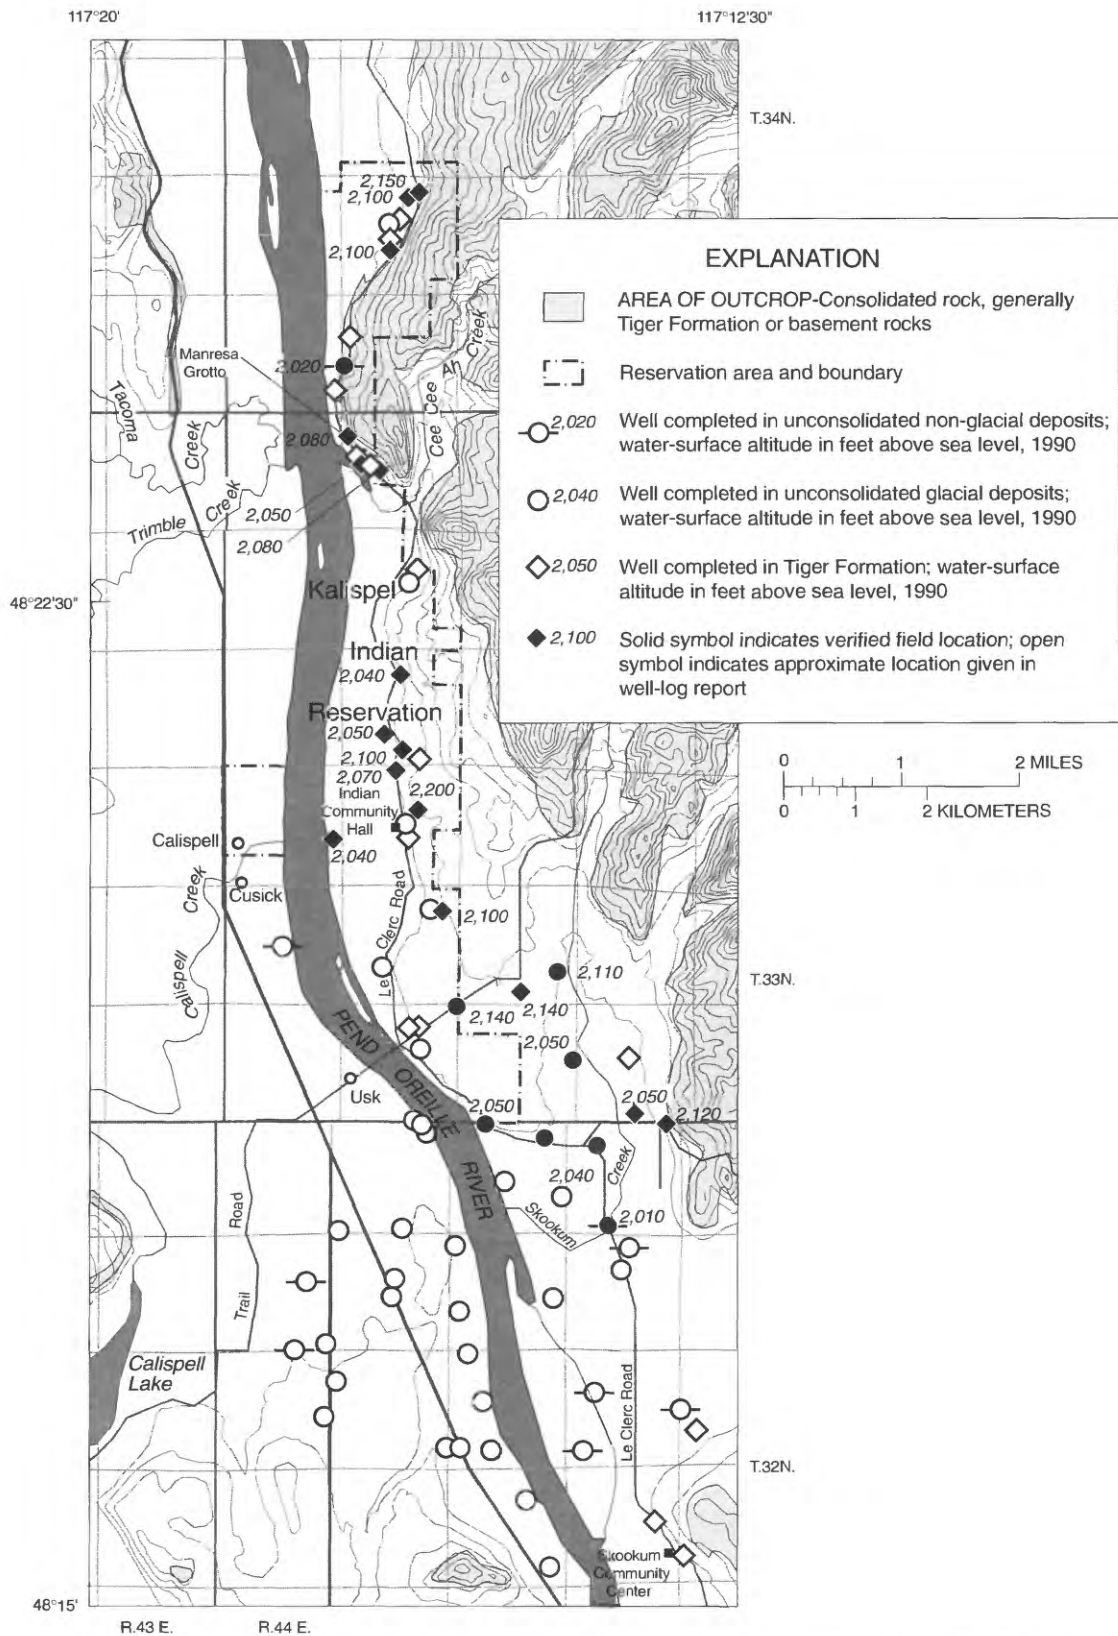 117°20'
117°12'30"
T.34N.
2,150
2,100
2,100
EXPLANATION
AREA OF OUTCROP-Consolidated rock, generally
Tiger Formation or basement rocks
Reservation area and boundary
2,020 Well completed in unconsolidated non-glacial deposits;
water-surface altitude in feet above sea level, 1990
2,040 Well completed in unconsolidated glacial deposits;
water-surface altitude in feet above sea level, 1990
2,050 Well completed in Tiger Formation; water-surface
altitude in feet above sea level, 1990
2,100 Solid symbol indicates verified field location; open
symbol indicates approximate location given in
well-log report
Manresa
Grotto
2,020
Cee Cee Ah Creek
Tacoma
Creek
2,080
Trimble Creek
2,050
2,080
Kalispel
48°22'30"
Indian
2,040
Reservation
2,050
2,100
2,070
2,200
Indian
Community
Hall
0 1 2 MILES
0 1 2 KILOMETERS
Calispell
2,040
Cusick
Calispell Creek
Le Clerc Road
2,100
2,110
T.33N.
2,140
2,140
2,050
PEND OREILLE RIVER
Usk
2,050
2,050
2,120
2,040
Skookum Creek
2,010
Trail Road
Calispell
Lake
Le Clerc Road
T.32N.
Skookum
Community
Center
48°15'
R.43 E.
R.44 E.